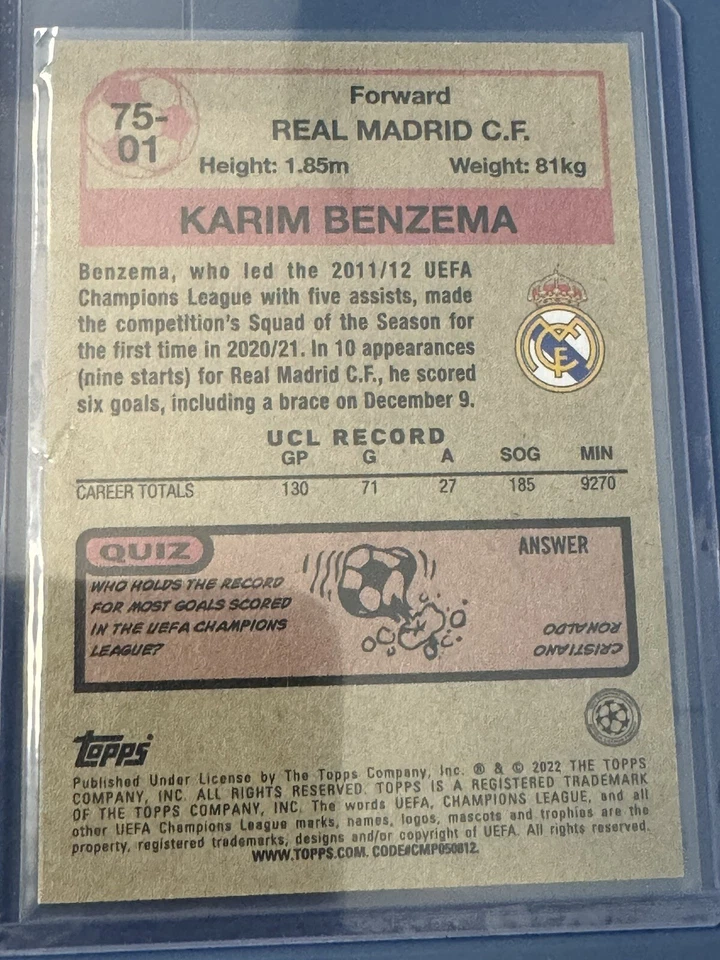 75-
01
Forward
REAL MADRID C.F.
Height: 1.85m Weight: 81kg
KARIM BENZEMA
Benzema, who led the 2011/12 UEFA
Champions League with five assists, made
the competition's Squad of the Season for
the first time in 2020/21. In 10 appearances
(nine starts) for Real Madrid C.F., he scored
six goals, including a brace on December 9.
UCL RECORD
GP G A SOG MIN
CAREER TOTALS 130 71 27 185 9270
QUIZ
WHO HOLDS THE RECORD
FOR MOST GOALS SCORED
IN THE UEFA CHAMPIONS
LEAGUE?
ANSWER
CRISTIANO
RONALDO
Topps
Published Under License by The Topps Company, Inc. ® & © 2022 THE TOPPS
COMPANY, INC. ALL RIGHTS RESERVED. TOPPS IS A REGISTERED TRADEMARK
OF THE TOPPS COMPANY, INC. The words UEFA, CHAMPIONS LEAGUE, and all
other UEFA Champions League marks, names, logos, mascots and trophies are the
property, registered trademarks, designs and/or copyright of UEFA. All rights reserved.
WWW.TOPPS.COM. CODE#CMP050812.